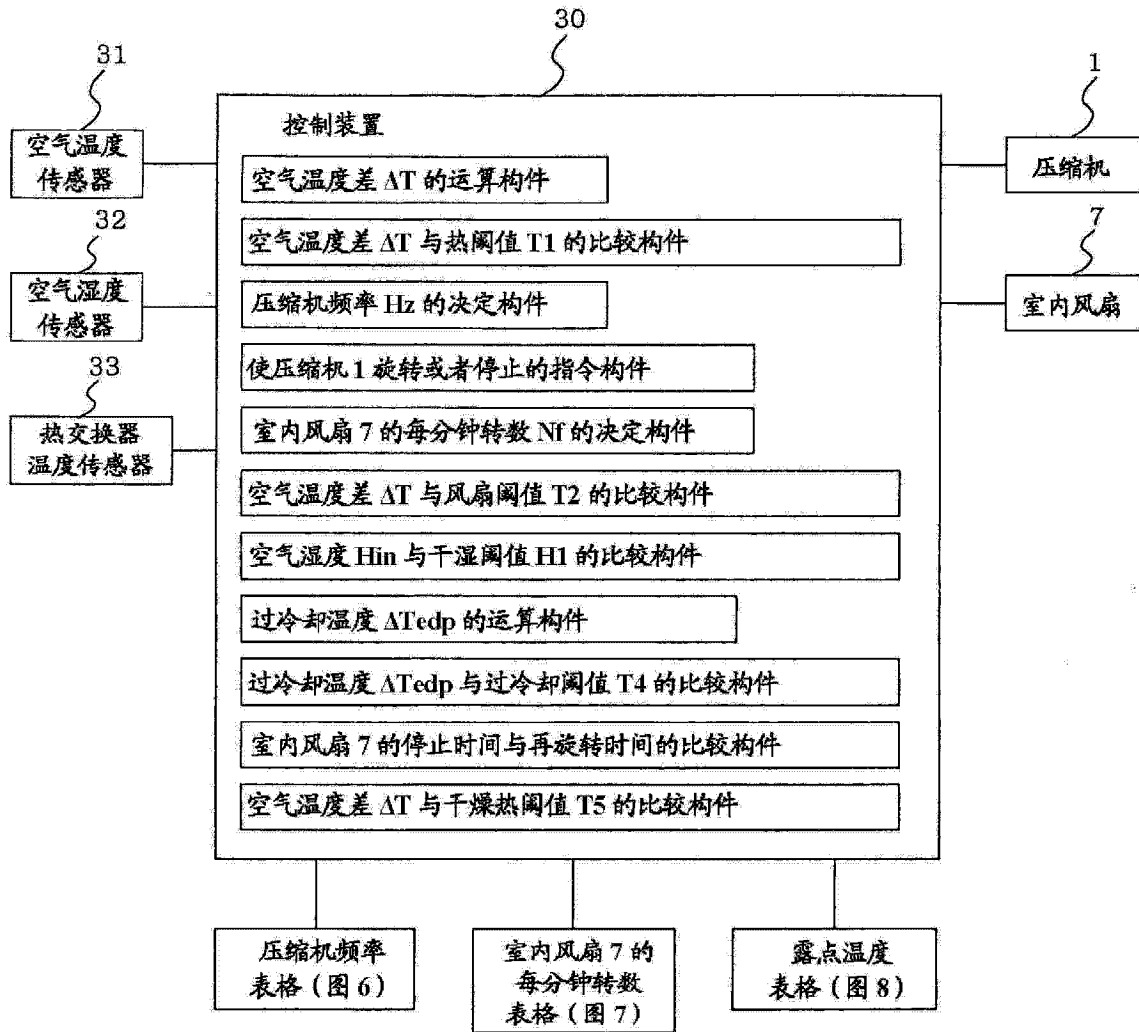 30
31
1
控制装置
空气温度
传感器
压缩机
空气温度差 ΔT 的运算构件
32
7
空气温度差 ΔT 与热阈值 T1 的比较构件
空气湿度
传感器
室内风扇
压缩机频率 Hz 的决定构件
33
使压缩机 1 旋转或者停止的指令构件
热交换器
温度传感器
室内风扇 7 的每分钟转数 Nf 的决定构件
空气温度差 ΔT 与风扇阈值 T2 的比较构件
空气湿度 Hin 与干湿阈值 H1 的比较构件
过冷却温度 ΔTedp 的运算构件
过冷却温度 ΔTedp 与过冷却阈值 T4 的比较构件
室内风扇 7 的停止时间与再旋转时间的比较构件
空气温度差 ΔT 与干燥热阈值 T5 的比较构件
压缩机频率
表格（图 6）
室内风扇 7 的
每分钟转数
表格（图 7）
露点温度
表格（图 8）